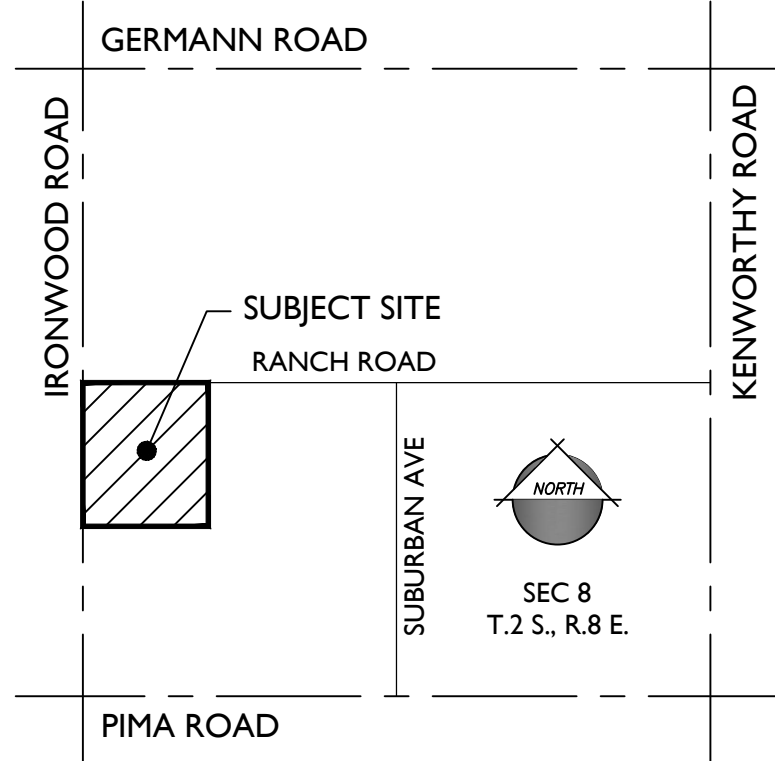 GERMANN ROAD
IRONWOOD ROAD
KENWORTHY ROAD
SUBJECT SITE
RANCH ROAD
SUBURBAN AVE
NORTH
SEC 8
T.2 S., R.8 E.
PIMA ROAD